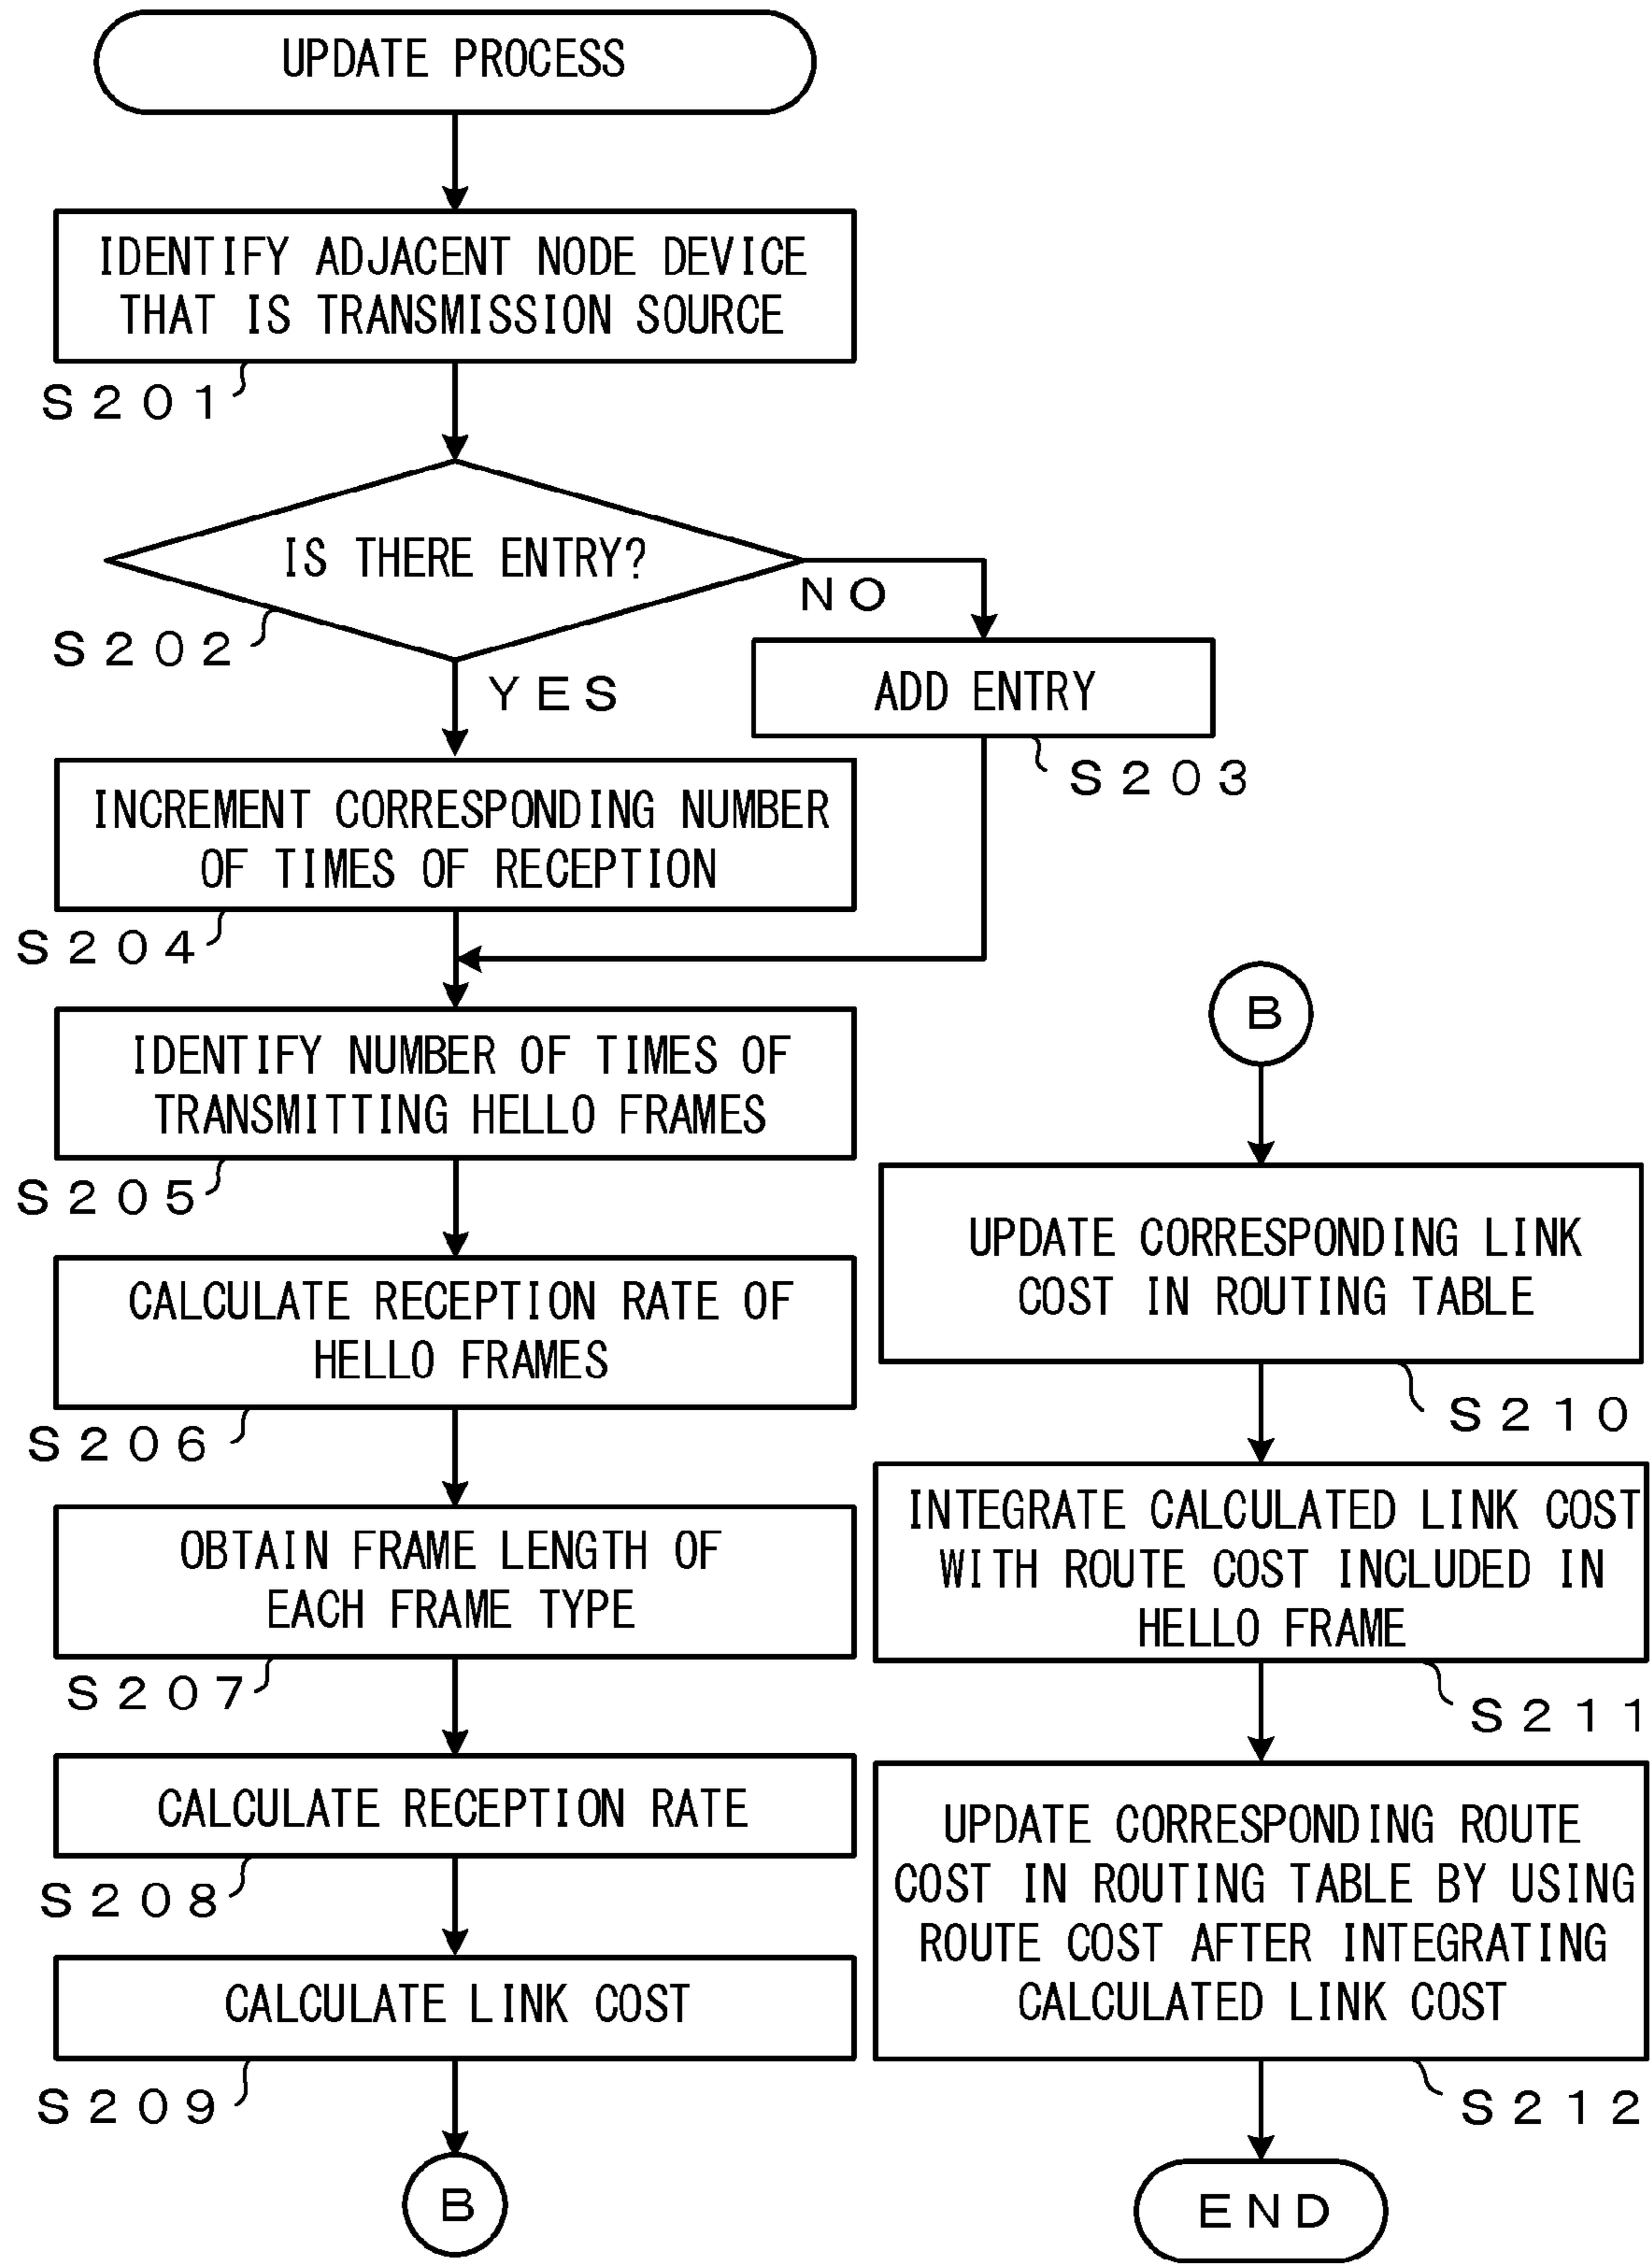 UPDATE PROCESS
IDENTIFY ADJACENT NODE DEVICE
THAT IS TRANSMISSION SOURCE
S201
IS THERE ENTRY?
NO
S202
YES
ADD ENTRY
S203
INCREMENT CORRESPONDING NUMBER
OF TIMES OF RECEPTION
S204
IDENTIFY NUMBER OF TIMES OF
TRANSMITTING HELLO FRAMES
S205
CALCULATE RECEPTION RATE OF
HELLO FRAMES
S206
OBTAIN FRAME LENGTH OF
EACH FRAME TYPE
S207
CALCULATE RECEPTION RATE
S208
CALCULATE LINK COST
S209
B
B
UPDATE CORRESPONDING LINK
COST IN ROUTING TABLE
S210
INTEGRATE CALCULATED LINK COST
WITH ROUTE COST INCLUDED IN
HELLO FRAME
S211
UPDATE CORRESPONDING ROUTE
COST IN ROUTING TABLE BY USING
ROUTE COST AFTER INTEGRATING
CALCULATED LINK COST
S212
END